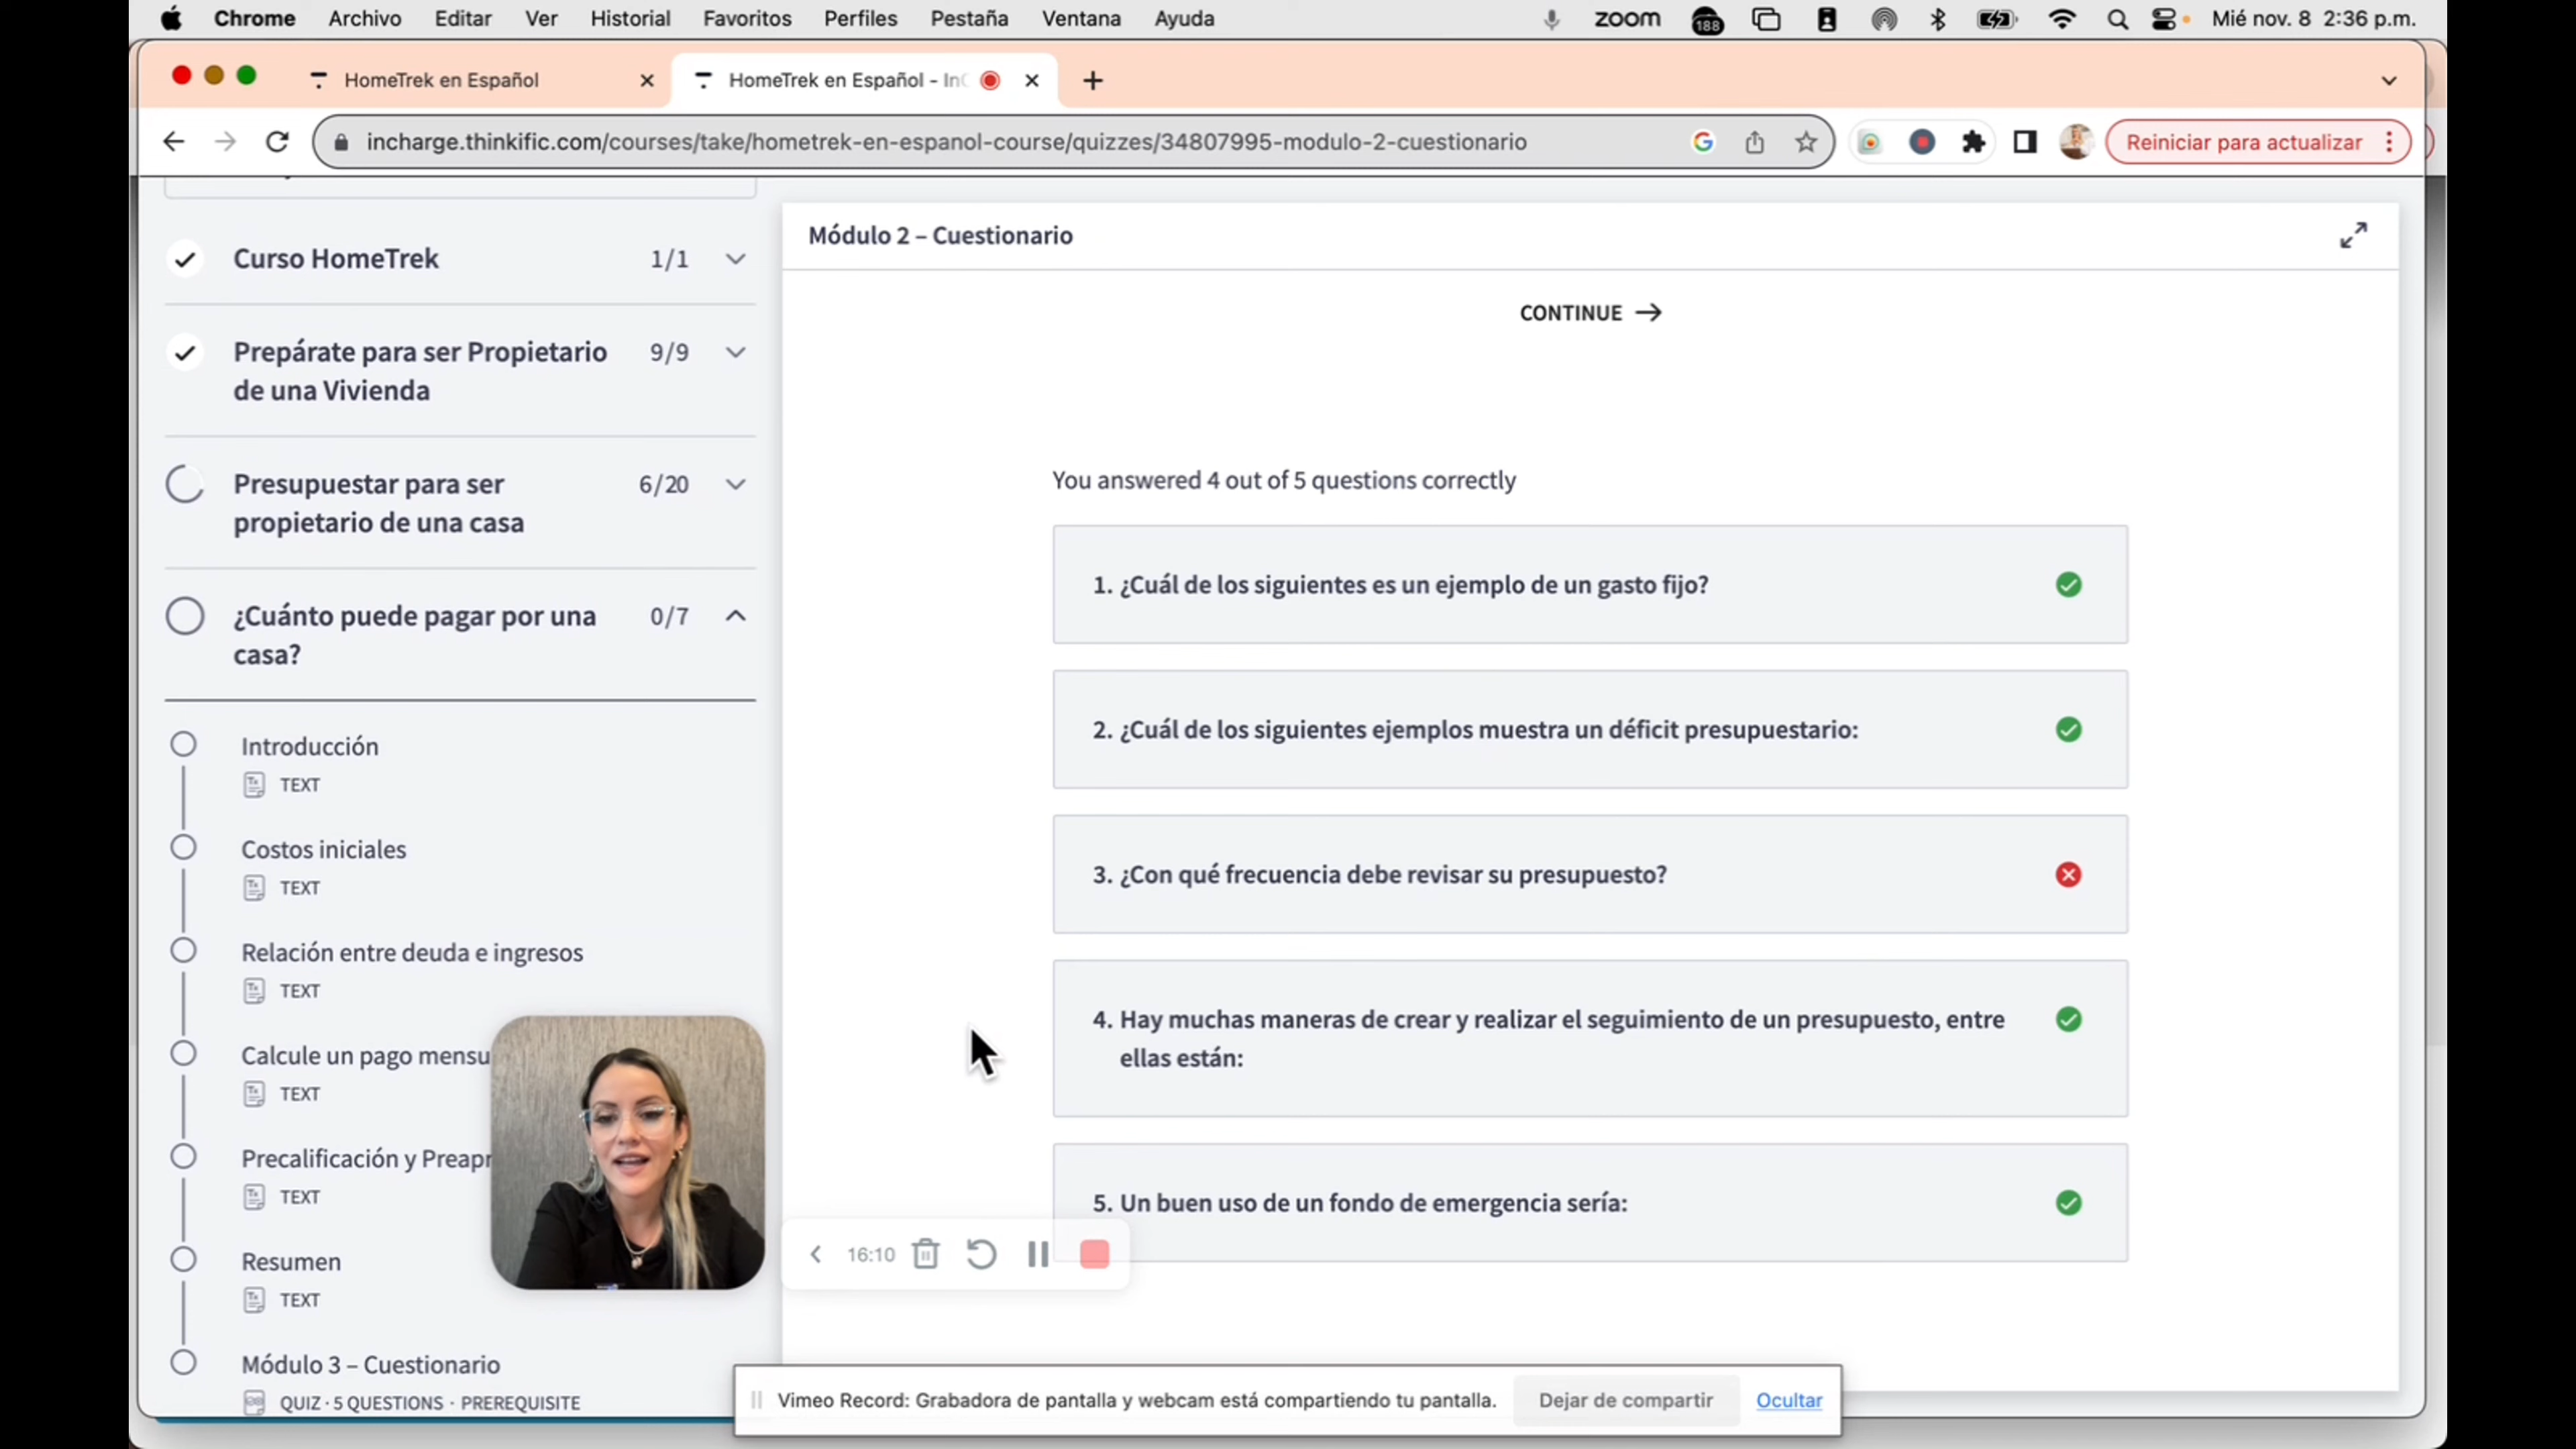 Chrome Archivo Editar Ver Historial Favoritos Perfiles Pestaña Ventana Ayuda zoom 188 Mié nov. 8 2:36 p.m.
HomeTrek en Español
HomeTrek en Español - In
incharge.thinkific.com/courses/take/hometrek-en-espanol-course/quizzes/34807995-modulo-2-cuestionario
Reiniciar para actualizar
Curso HomeTrek 1/1
Prepárate para ser Propietario 9/9
de una Vivienda
Presupuestar para ser 6/20
propietario de una casa
¿Cuánto puede pagar por una 0/7
casa?
Introducción
TEXT
Costos iniciales
TEXT
Relación entre deuda e ingresos
TEXT
Calcule un pago mensu
TEXT
Precalificación y Preapr
TEXT
Resumen
TEXT
Módulo 3 – Cuestionario
QUIZ · 5 QUESTIONS · PREREQUISITE
Módulo 2 – Cuestionario
CONTINUE
You answered 4 out of 5 questions correctly
1. ¿Cuál de los siguientes es un ejemplo de un gasto fijo?
2. ¿Cuál de los siguientes ejemplos muestra un déficit presupuestario:
3. ¿Con qué frecuencia debe revisar su presupuesto?
4. Hay muchas maneras de crear y realizar el seguimiento de un presupuesto, entre
ellas están:
5. Un buen uso de un fondo de emergencia sería:
16:10
Vimeo Record: Grabadora de pantalla y webcam está compartiendo tu pantalla. Dejar de compartir Ocultar